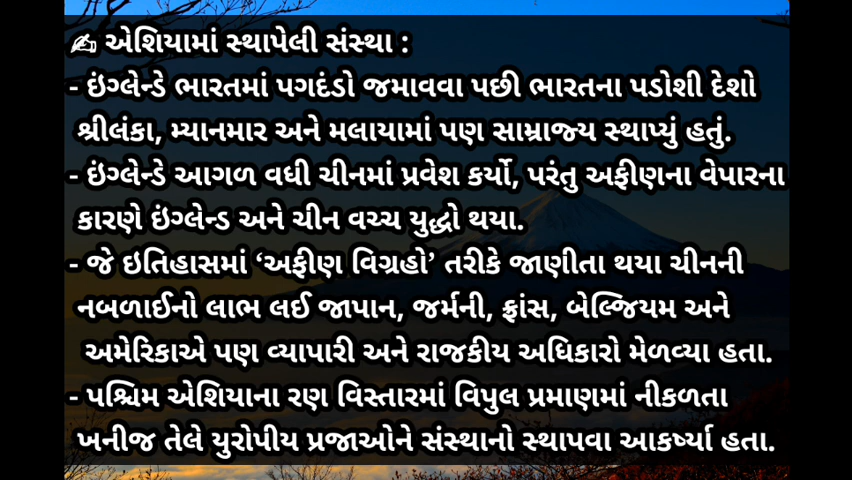 ✍ એશિયામાં સ્થાપેલી સંસ્થા :
- ઇંગ્લેન્ડે ભારતમાં પગદંડો જમાવવા પછી ભારતના પડોશી દેશો
શ્રીલંકા, મ્યાનમાર અને મલાયામાં પણ સામ્રાજ્ય સ્થાપ્યું હતું.
- ઇંગ્લેન્ડે આગળ વધી ચીનમાં પ્રવેશ કર્યો, પરંતુ અફીણના વેપારના
કારણે ઇંગ્લેન્ડ અને ચીન વચ્ચ યુદ્ધો થયા.
- જે ઇતિહાસમાં ‘અફીણ વિગ્રહો’ તરીકે જાણીતા થયા ચીનની
નબળાઈનો લાભ લઈ જાપાન, જર્મની, ફ્રાંસ, બેલ્જિયમ અને
અમેરિકાએ પણ વ્યાપારી અને રાજકીય અધિકારો મેળવ્યા હતા.
- પશ્ચિમ એશિયાના રણ વિસ્તારમાં વિપુલ પ્રમાણમાં નીકળતા
ખનીજ તેલે યુરોપીય પ્રજાઓને સંસ્થાનો સ્થાપવા આકર્ષ્યા હતા.